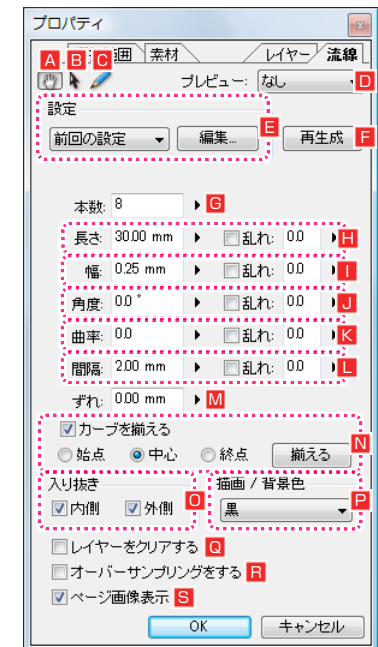 プロパティ
囲 素材 レイヤー 流線
A B C プレビュー: なし D
設定
前回の設定 編集... E 再生成 F
本数: 8 G
長さ: 30.00 mm 乱れ: 0.0 H
幅: 0.25 mm 乱れ: 0.0 I
角度: 0.0 ° 乱れ: 0.0 J
曲率: 0.0 乱れ: 0.0 K
間隔: 2.00 mm 乱れ: 0.0 L
ずれ: 0.00 mm M
カーブを揃える
始点 中心 終点 揃える N
入り抜き 描画 / 背景色
内側 外側 O 黒 P
レイヤーをクリアする Q
オーバーサンプリングをする R
ページ画像表示 S
OK キャンセル